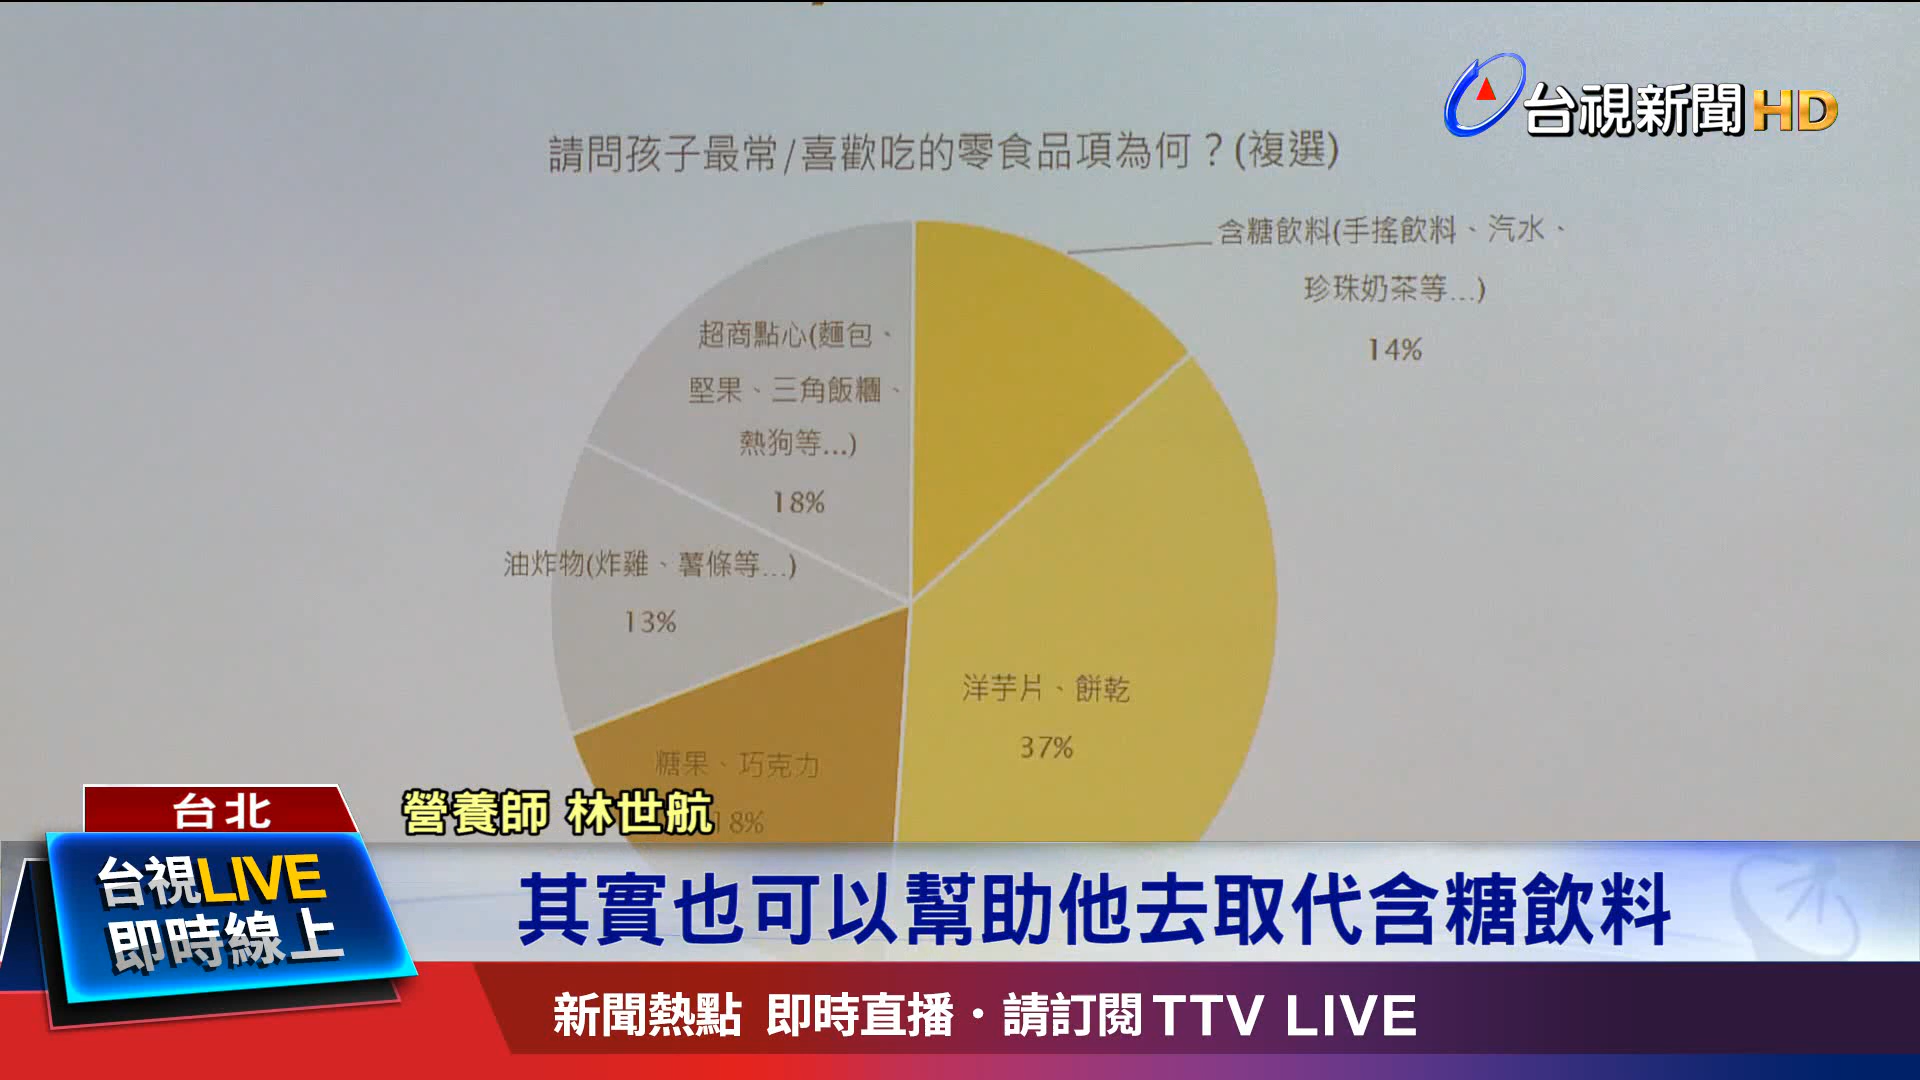 台視新聞HD
請問孩子最常/喜歡吃的零食品項為何？(複選)
含糖飲料(手搖飲料、汽水、
珍珠奶茶等...)
14%
超商點心(麵包、
堅果、三角飯糰、
熱狗等...)
18%
油炸物(炸雞、薯條等...)
13%
洋芋片、餅乾
37%
糖果、巧克力
18%
台北
營養師 林世航
台視LIVE
即時線上
其實也可以幫助他去取代含糖飲料
新聞熱點 即時直播・請訂閱TTV LIVE